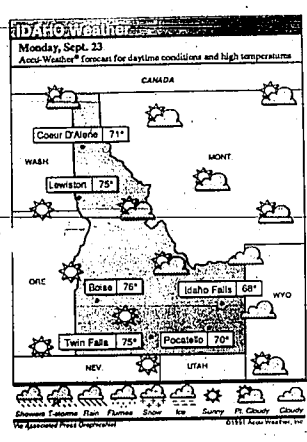 IDAHO Weather
Monday, Sept. 23
Accu-Weather® forecast for daytime conditions and high temperatures
CANADA
Coeur D'Alene 71°
WASH.
MONT.
Lewiston 75°
ORE
Boise 76°
Idaho Falls 68°
WYO
Twin Falls 75°
Pocatello 70°
NEV.
UTAH
Showers T-storms Rain Flurries Snow Ice Sunny Pt. Cloudy Cloudy
Via Associated Press GraphicsNet
©1991 Accu-Weather, Inc.